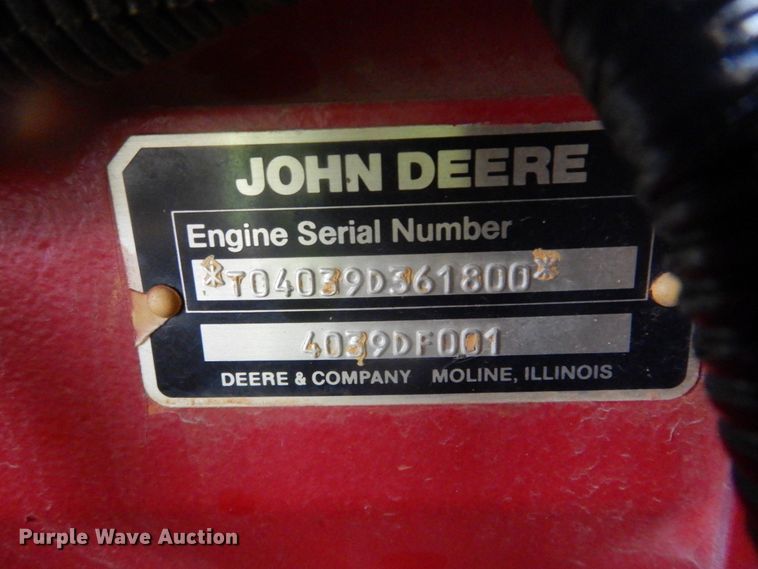 JOHN DEERE
Engine Serial Number
*T04039D361800*
4039DF001
DEERE & COMPANY MOLINE, ILLINOIS
Purple Wave Auction